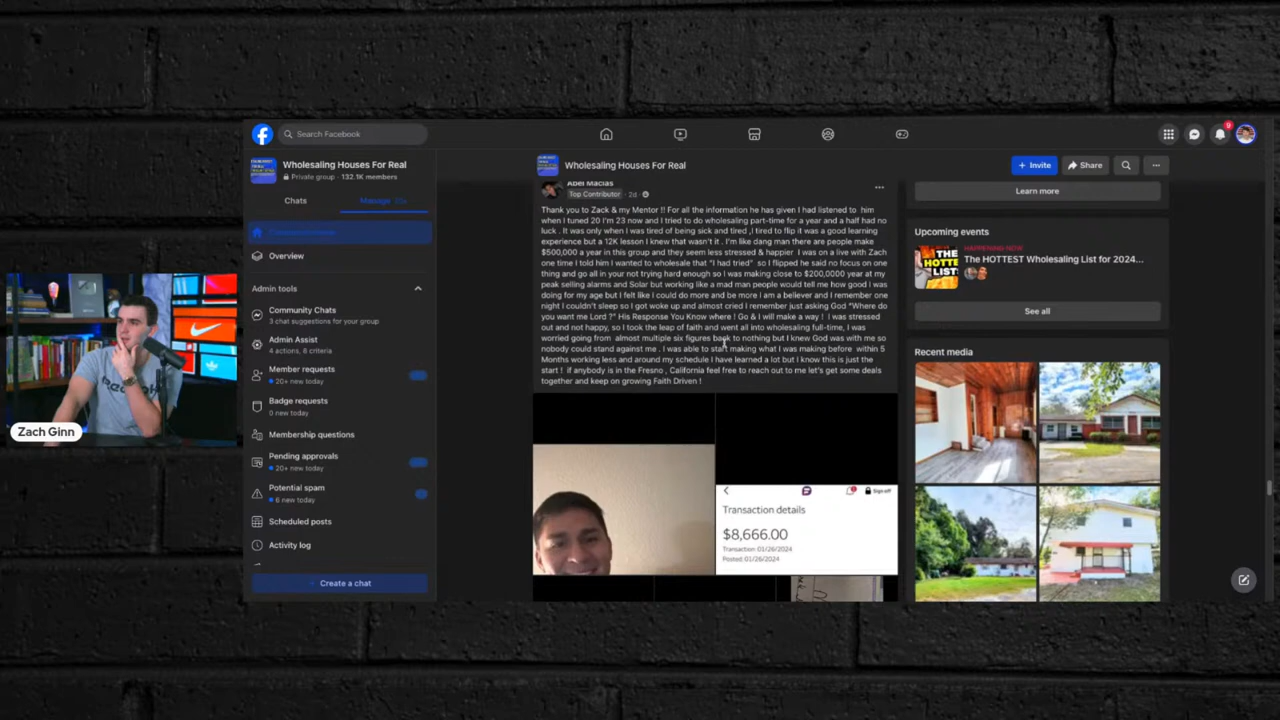 Search Facebook
Wholesaling Houses For Real
Private group · 132.1K members
Chats
Manage
Overview
Admin tools
Community Chats
3 chat suggestions for your group
Admin Assist
4 actions, 6 criteria
Member requests
20+ new today
Badge requests
0 new today
Membership questions
Pending approvals
20+ new today
Potential spam
6 new today
Scheduled posts
Activity log
Create a chat
Zach Ginn
Wholesaling Houses For Real
+ Invite
Share
9
Abel Macias
Top Contributor · 2d
Thank you to Zack & my Mentor !! For all the information he has given I had listened to him
when I tuned 20 I'm 23 now and I tried to do wholesaling part-time for a year and a half had no
luck . It was only when I was tired of being sick and tired ,I tired to flip it was a good learning
experience but a 12K lesson I knew that wasn't it . I'm like dang man there are people make
$500,000 a year in this group and they seem less stressed & happier I was on a live with Zach
one time I told him I wanted to wholesale that "I had tried" so I flipped he said no focus on one
thing and go all in your not trying hard enough so I was making close to $200,0000 year at my
peak selling alarms and Solar but working like a mad man people would tell me how good I was
doing for my age but I felt like I could do more and be more I am a believer and I remember one
night I couldn't sleep so I got woke up and almost cried I remember just asking God "Where do
you want me Lord ?" His Response You Know where ! Go & I will make a way ! I was stressed
out and not happy, so I took the leap of faith and went all into wholesaling full-time, I was
worried going from almost multiple six figures back to nothing but I knew God was with me so
nobody could stand against me . I was able to start making what I was making before within 5
Months working less and around my schedule I have learned a lot but I know this is just the
start ! if anybody is in the Fresno , California feel free to reach out to me let's get some deals
together and keep on growing Faith Driven !
Sign off
Transaction details
$8,666.00
Transaction: 01/26/2024
Posted: 01/26/2024
Learn more
Upcoming events
HAPPENING NOW
The HOTTEST Wholesaling List for 2024...
THE
HOTTE
LIST
See all
Recent media